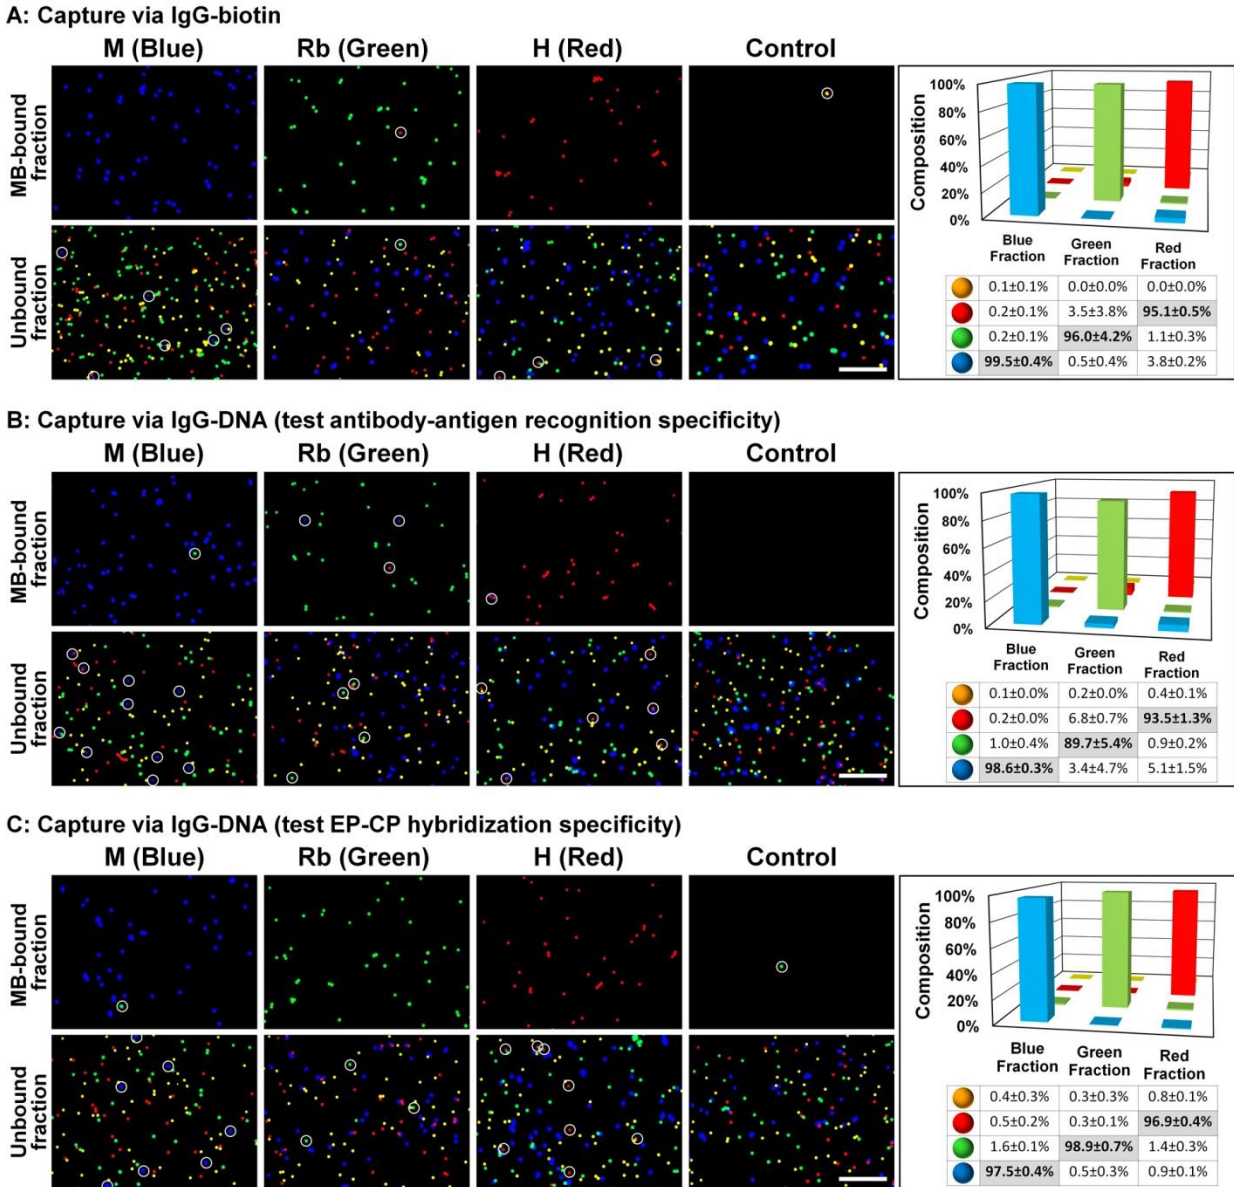 A: Capture via IgG-biotin
M (Blue) Rb (Green) H (Red) Control
MB-bound
fraction
Unbound
fraction
Composition
100%
80%
60%
40%
20%
0%
Blue Fraction Green Fraction Red Fraction
0.1±0.1% 0.0±0.0% 0.0±0.0%
0.2±0.1% 3.5±3.8% 95.1±0.5%
0.2±0.1% 96.0±4.2% 1.1±0.3%
99.5±0.4% 0.5±0.4% 3.8±0.2%
B: Capture via IgG-DNA (test antibody-antigen recognition specificity)
M (Blue) Rb (Green) H (Red) Control
MB-bound
fraction
Unbound
fraction
Composition
100%
80%
60%
40%
20%
0%
Blue Fraction Green Fraction Red Fraction
0.1±0.0% 0.2±0.0% 0.4±0.1%
0.2±0.0% 6.8±0.7% 93.5±1.3%
1.0±0.4% 89.7±5.4% 0.9±0.2%
98.6±0.3% 3.4±4.7% 5.1±1.5%
C: Capture via IgG-DNA (test EP-CP hybridization specificity)
M (Blue) Rb (Green) H (Red) Control
MB-bound
fraction
Unbound
fraction
Composition
100%
80%
60%
40%
20%
0%
Blue Fraction Green Fraction Red Fraction
0.4±0.3% 0.3±0.3% 0.8±0.1%
0.5±0.2% 0.3±0.1% 96.9±0.4%
1.6±0.1% 98.9±0.7% 1.4±0.3%
97.5±0.4% 0.5±0.3% 0.9±0.1%